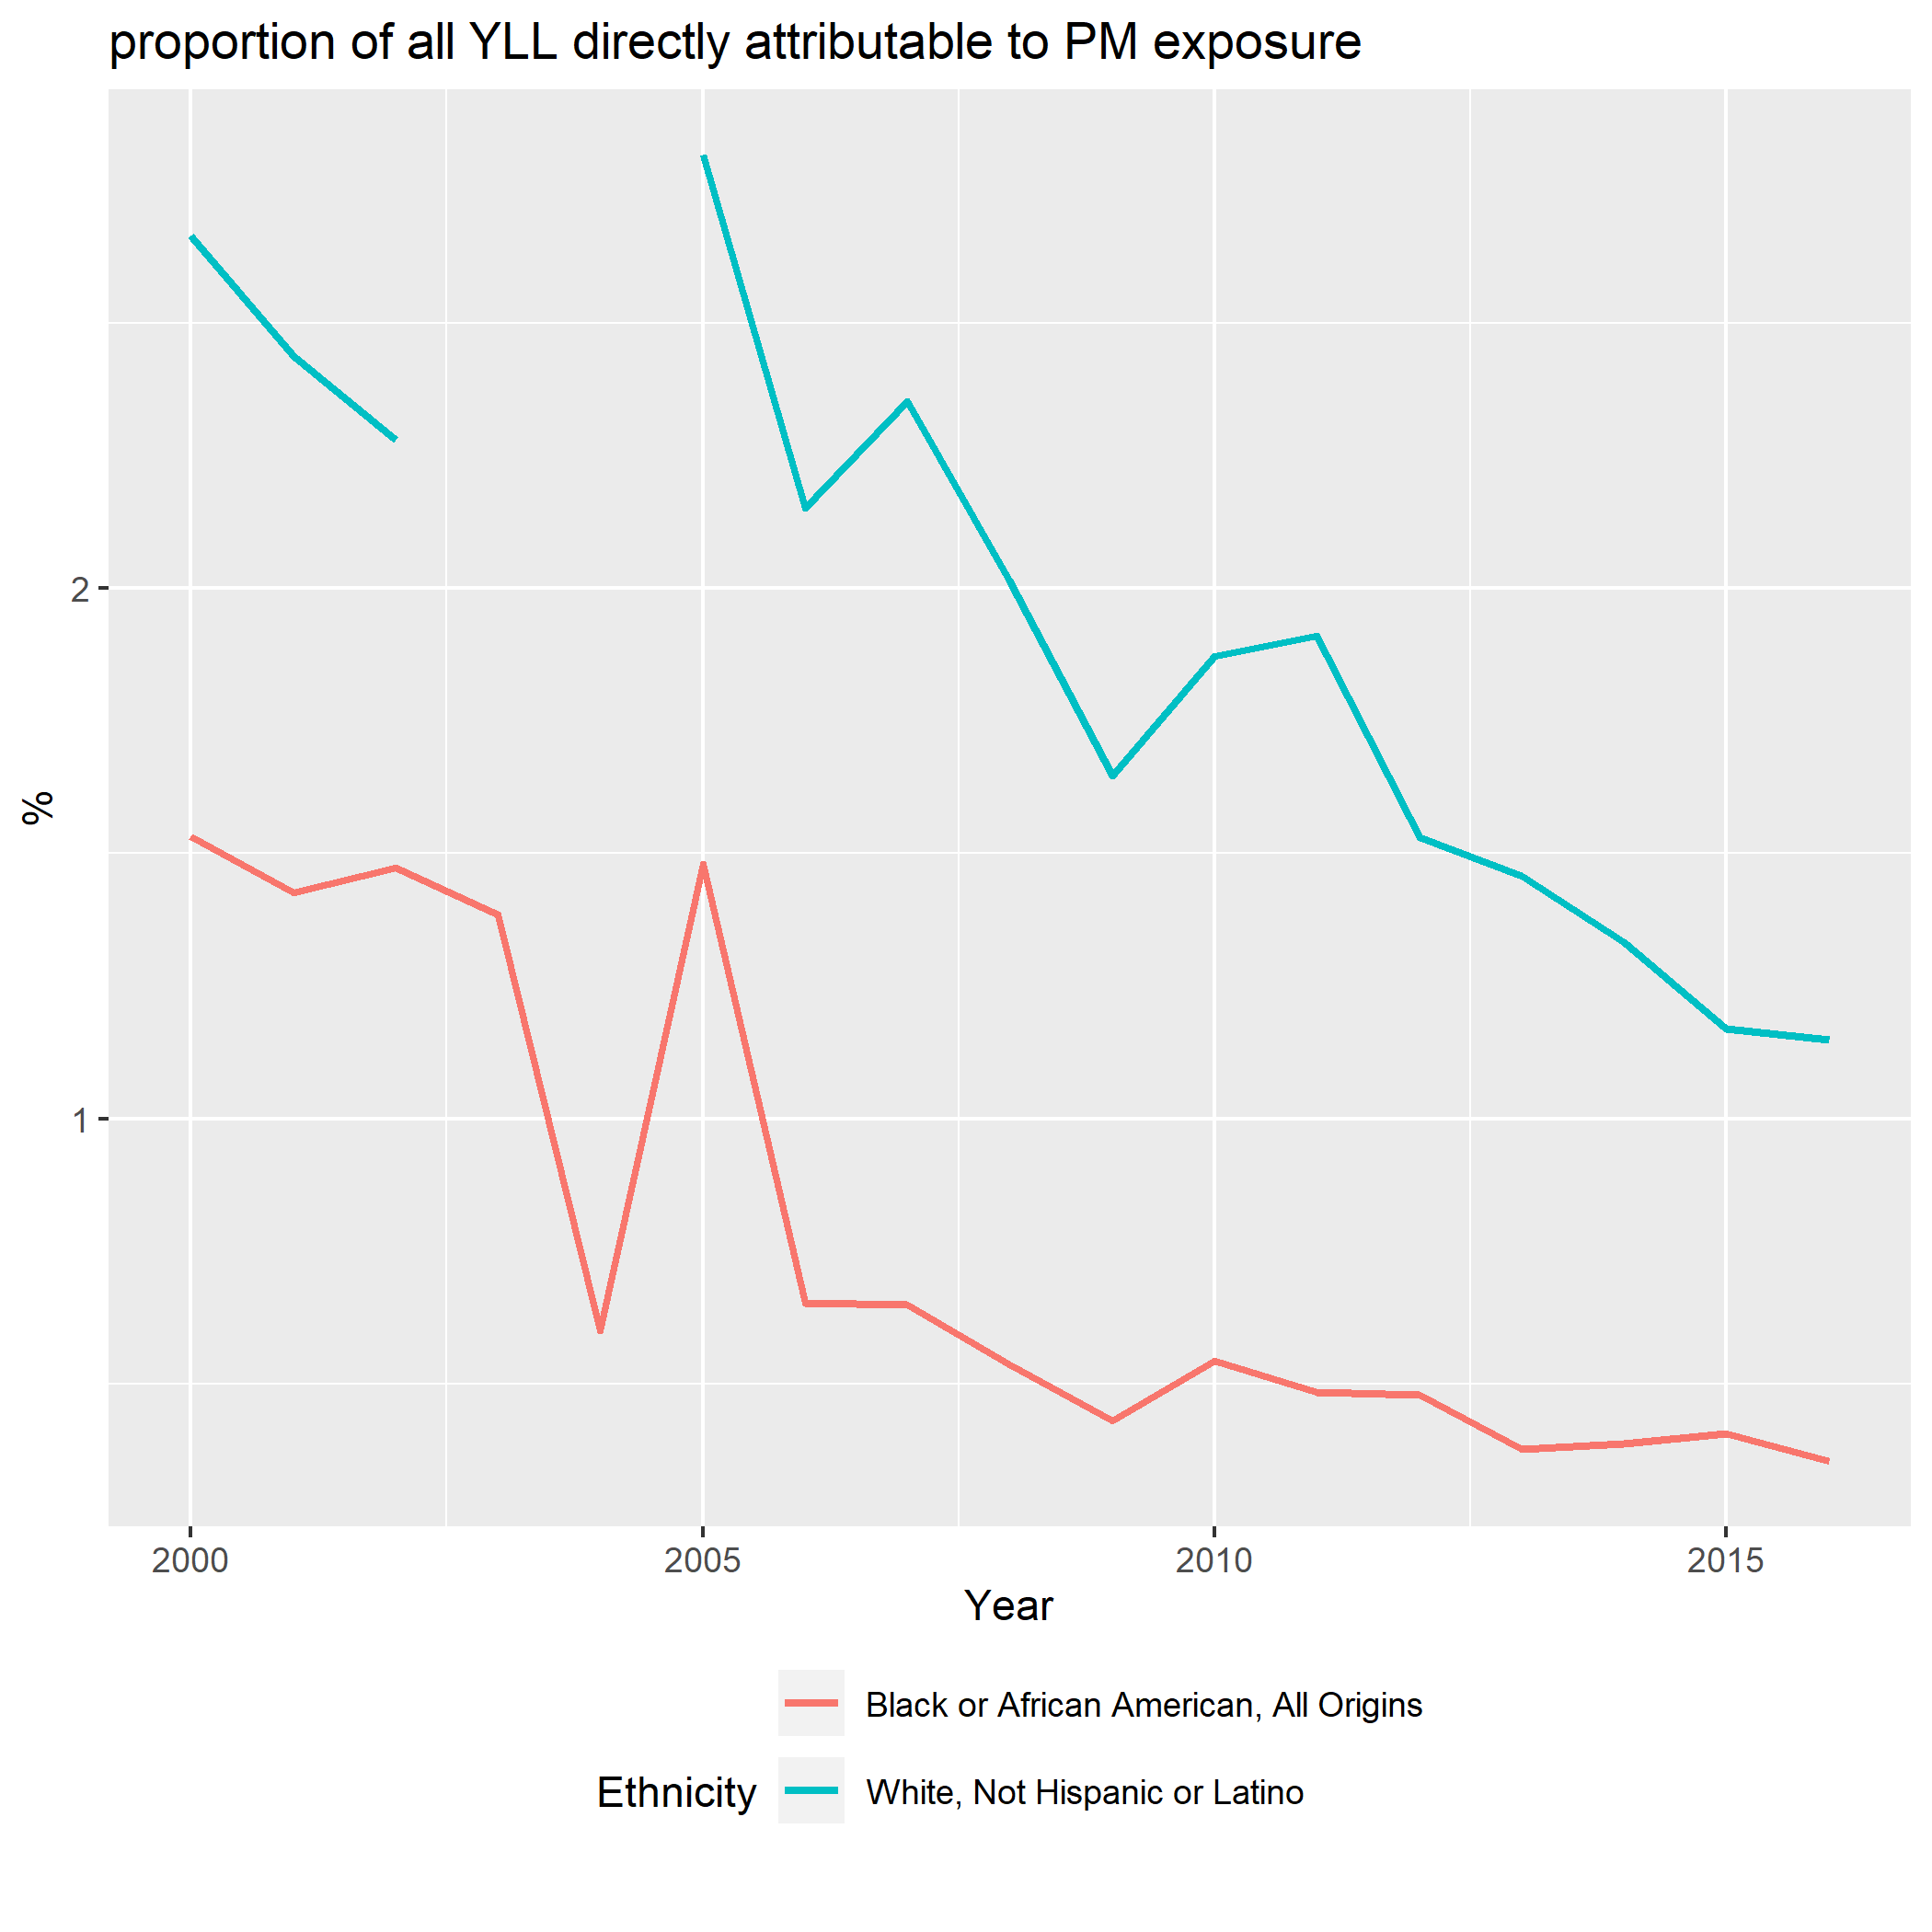 proportion of all YLL directly attributable to PM exposure
%
2
1
2000 2005 2010 2015
Year
Ethnicity
Black or African American, All Origins
White, Not Hispanic or Latino